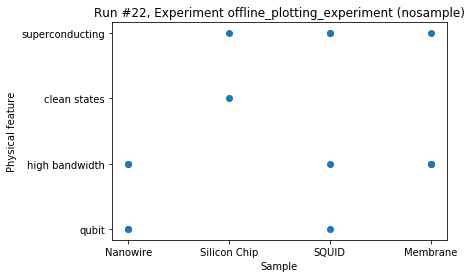 Run #22, Experiment offline_plotting_experiment (nosample)
superconducting
clean states
high bandwidth
qubit
Physical feature
Nanowire Silicon Chip SQUID Membrane
Sample